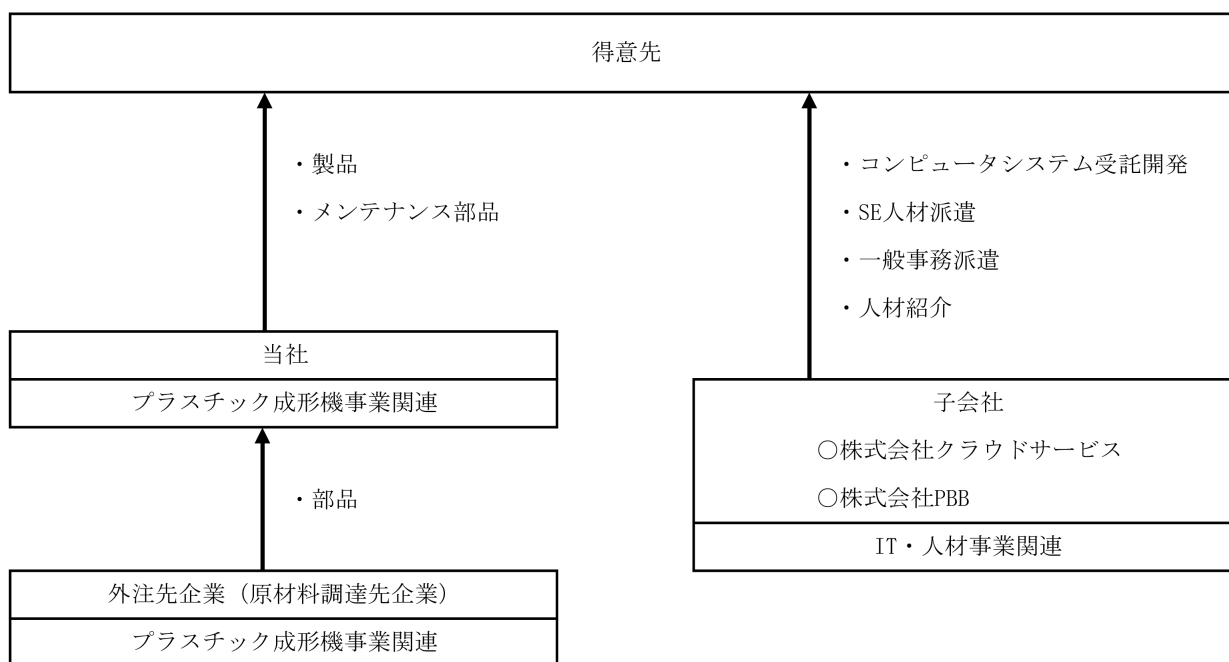 得意先
・製品
・メンテナンス部品
・コンピュータシステム受託開発
・SE人材派遣
・一般事務派遣
・人材紹介
当社
プラスチック成形機事業関連
・部品
子会社
○株式会社クラウドサービス
○株式会社PBB
IT・人材事業関連
外注先企業（原材料調達先企業）
プラスチック成形機事業関連